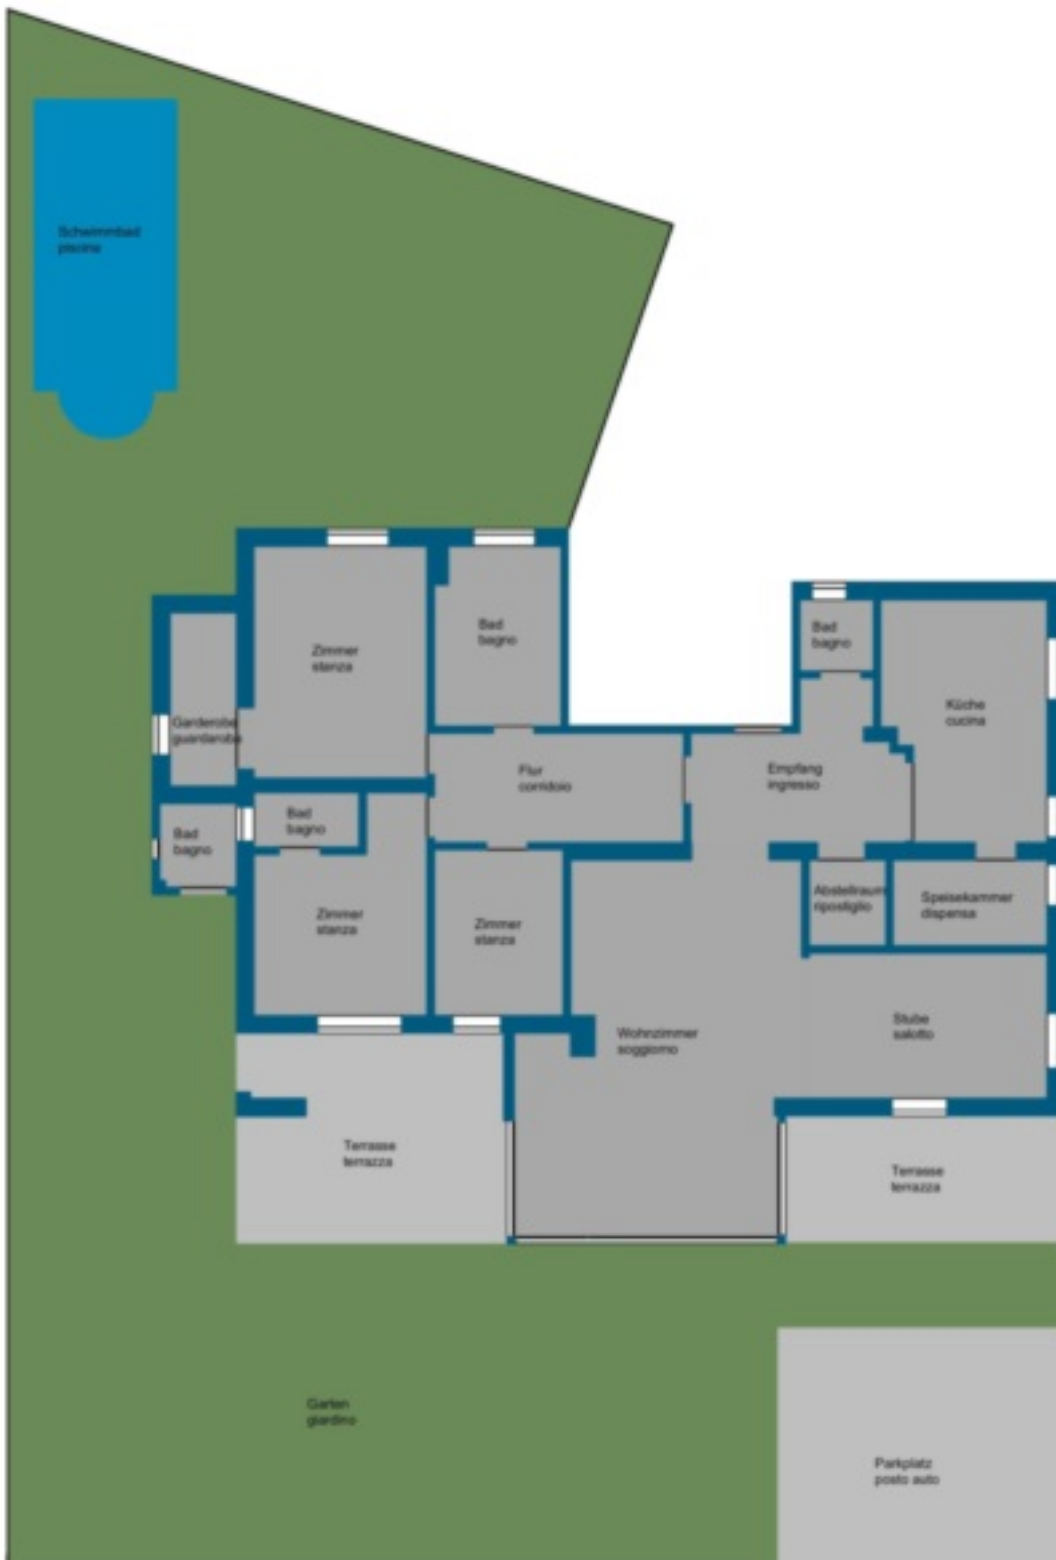 Schwimmbad
piscina
Zimmer
stanza
Bad
bagno
Bad
bagno
Küche
cucina
Garderobe
guardaroba
Flur
corridoio
Empfang
ingresso
Bad
bagno
Bad
bagno
Zimmer
stanza
Zimmer
stanza
Abstellraum
ripostiglio
Speisekammer
dispensa
Wohnzimmer
soggiorno
Stube
salotto
Terrasse
terrazza
Terrasse
terrazza
Garten
giardino
Parkplatz
posto auto